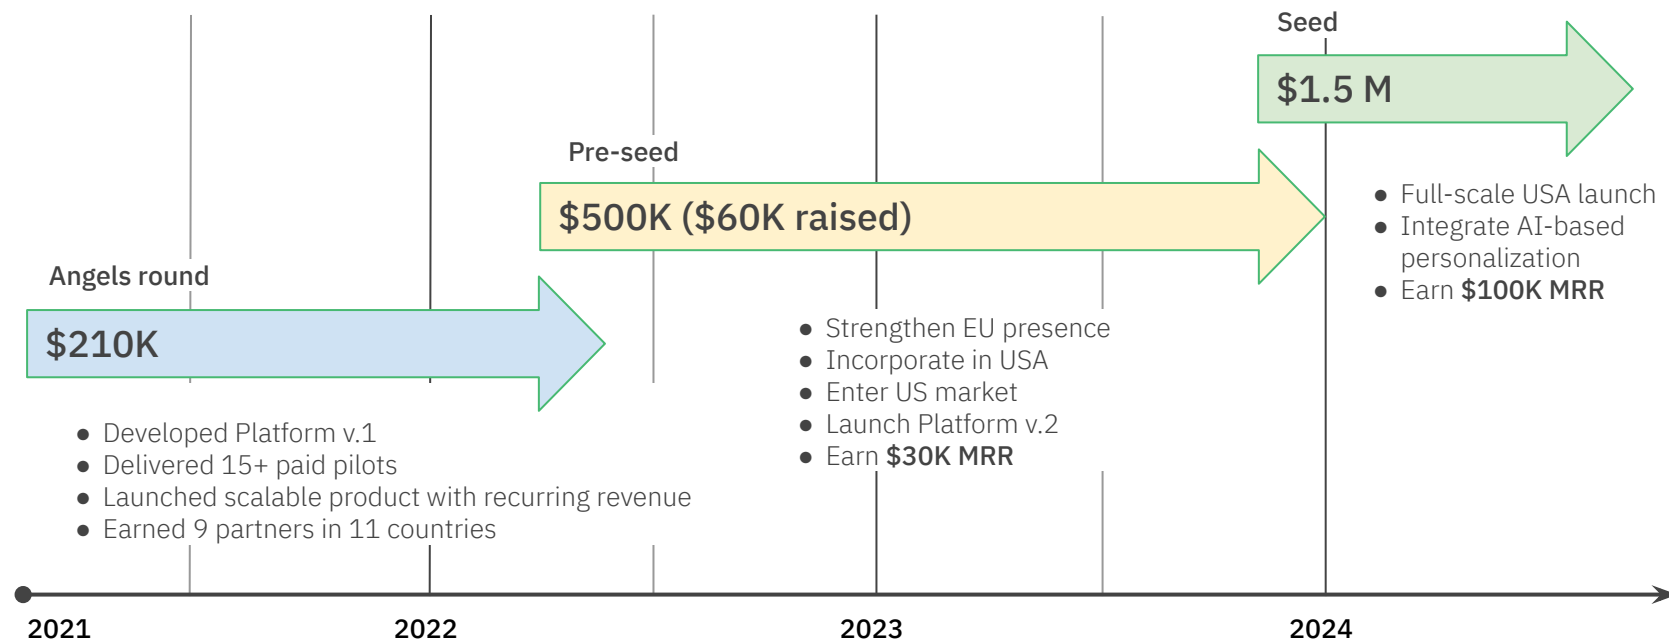 Seed
$1.5 M
● Full-scale USA launch
● Integrate AI-based
personalization
● Earn $100K MRR
Pre-seed
$500K ($60K raised)
● Strengthen EU presence
● Incorporate in USA
● Enter US market
● Launch Platform v.2
● Earn $30K MRR
Angels round
$210K
● Developed Platform v.1
● Delivered 15+ paid pilots
● Launched scalable product with recurring revenue
● Earned 9 partners in 11 countries
2021
2022
2023
2024